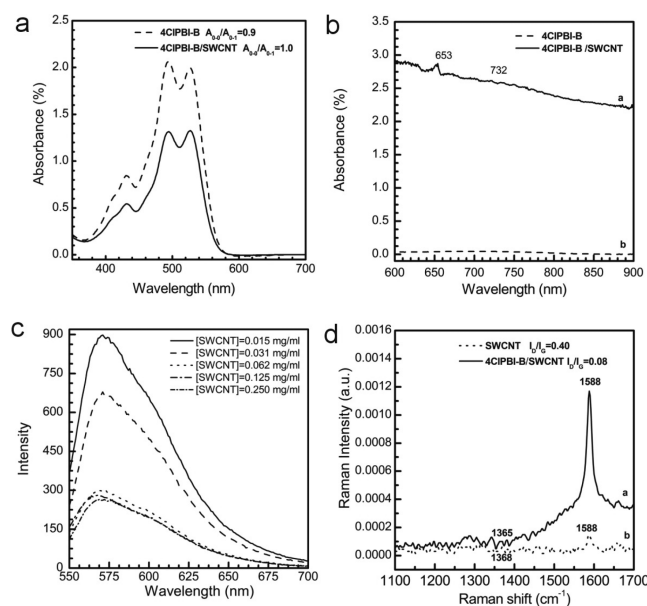 a
4ClPBI-B A0-0/A0-1=0.9
4ClPBI-B/SWCNT A0-0/A0-1=1.0
Absorbance (%)
2.5
2.0
1.5
1.0
0.5
0.0
400 500 600 700
Wavelength (nm)
b
4ClPBI-B
4ClPBI-B /SWCNT
Absorbance (%)
3.5
3.0
2.5
2.0
1.5
1.0
0.5
0.0
653
732
a
b
600 650 700 750 800 850 900
Wavelength (nm)
c
[SWCNT]=0.015 mg/ml
[SWCNT]=0.031 mg/ml
[SWCNT]=0.062 mg/ml
[SWCNT]=0.125 mg/ml
[SWCNT]=0.250 mg/ml
Intensity
900
750
600
450
300
150
0
550 575 600 625 650 675 700
Wavelength (nm)
d
SWCNT ID/IG=0.40
4ClPBI-B/SWCNT ID/IG=0.08
Raman Intensity (a.u.)
0.0016
0.0014
0.0012
0.0010
0.0008
0.0006
0.0004
0.0002
0.0000
1588
a
1365
1588
b
1368
1100 1200 1300 1400 1500 1600 1700
Raman shift (cm-1)